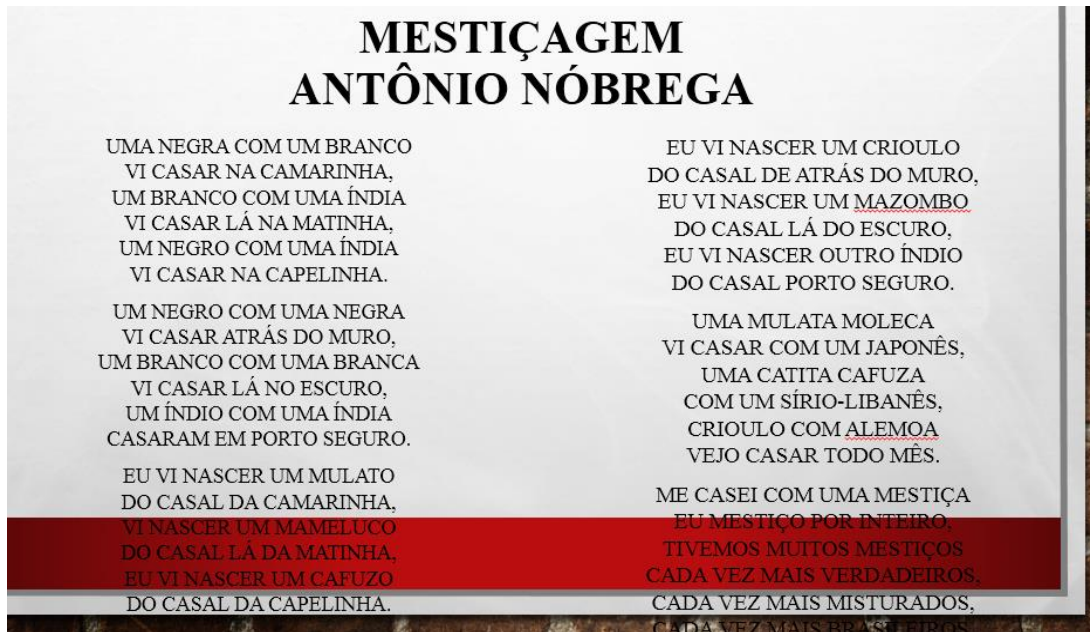 MESTIÇAGEM
ANTÔNIO NÓBREGA
UMA NEGRA COM UM BRANCO
VI CASAR NA CAMARINHA,
UM BRANCO COM UMA ÍNDIA
VI CASAR LÁ NA MATINHA,
UM NEGRO COM UMA ÍNDIA
VI CASAR NA CAPELINHA.
UM NEGRO COM UMA NEGRA
VI CASAR ATRÁS DO MURO,
UM BRANCO COM UMA BRANCA
VI CASAR LÁ NO ESCURO,
UM ÍNDIO COM UMA ÍNDIA
CASARAM EM PORTO SEGURO.
EU VI NASCER UM MULATO
DO CASAL DA CAMARINHA,
VI NASCER UM MAMELUCO
DO CASAL LÁ DA MATINHA,
EU VI NASCER UM CAFUZO
DO CASAL DA CAPELINHA.
EU VI NASCER UM CRIOULO
DO CASAL DE ATRÁS DO MURO,
EU VI NASCER UM MAZOMBO
DO CASAL LÁ DO ESCURO,
EU VI NASCER OUTRO ÍNDIO
DO CASAL PORTO SEGURO.
UMA MULATA MOLECA
VI CASAR COM UM JAPONÊS,
UMA CATITA CAFUZA
COM UM SÍRIO-LIBANÊS,
CRIOULO COM ALEMOA
VEJO CASAR TODO MÊS.
ME CASEI COM UMA MESTIÇA
EU MESTIÇO POR INTEIRO,
TIVEMOS MUITOS MESTIÇOS
CADA VEZ MAIS VERDADEIROS,
CADA VEZ MAIS MISTURADOS,
CADA VEZ MAIS BRASILEIROS